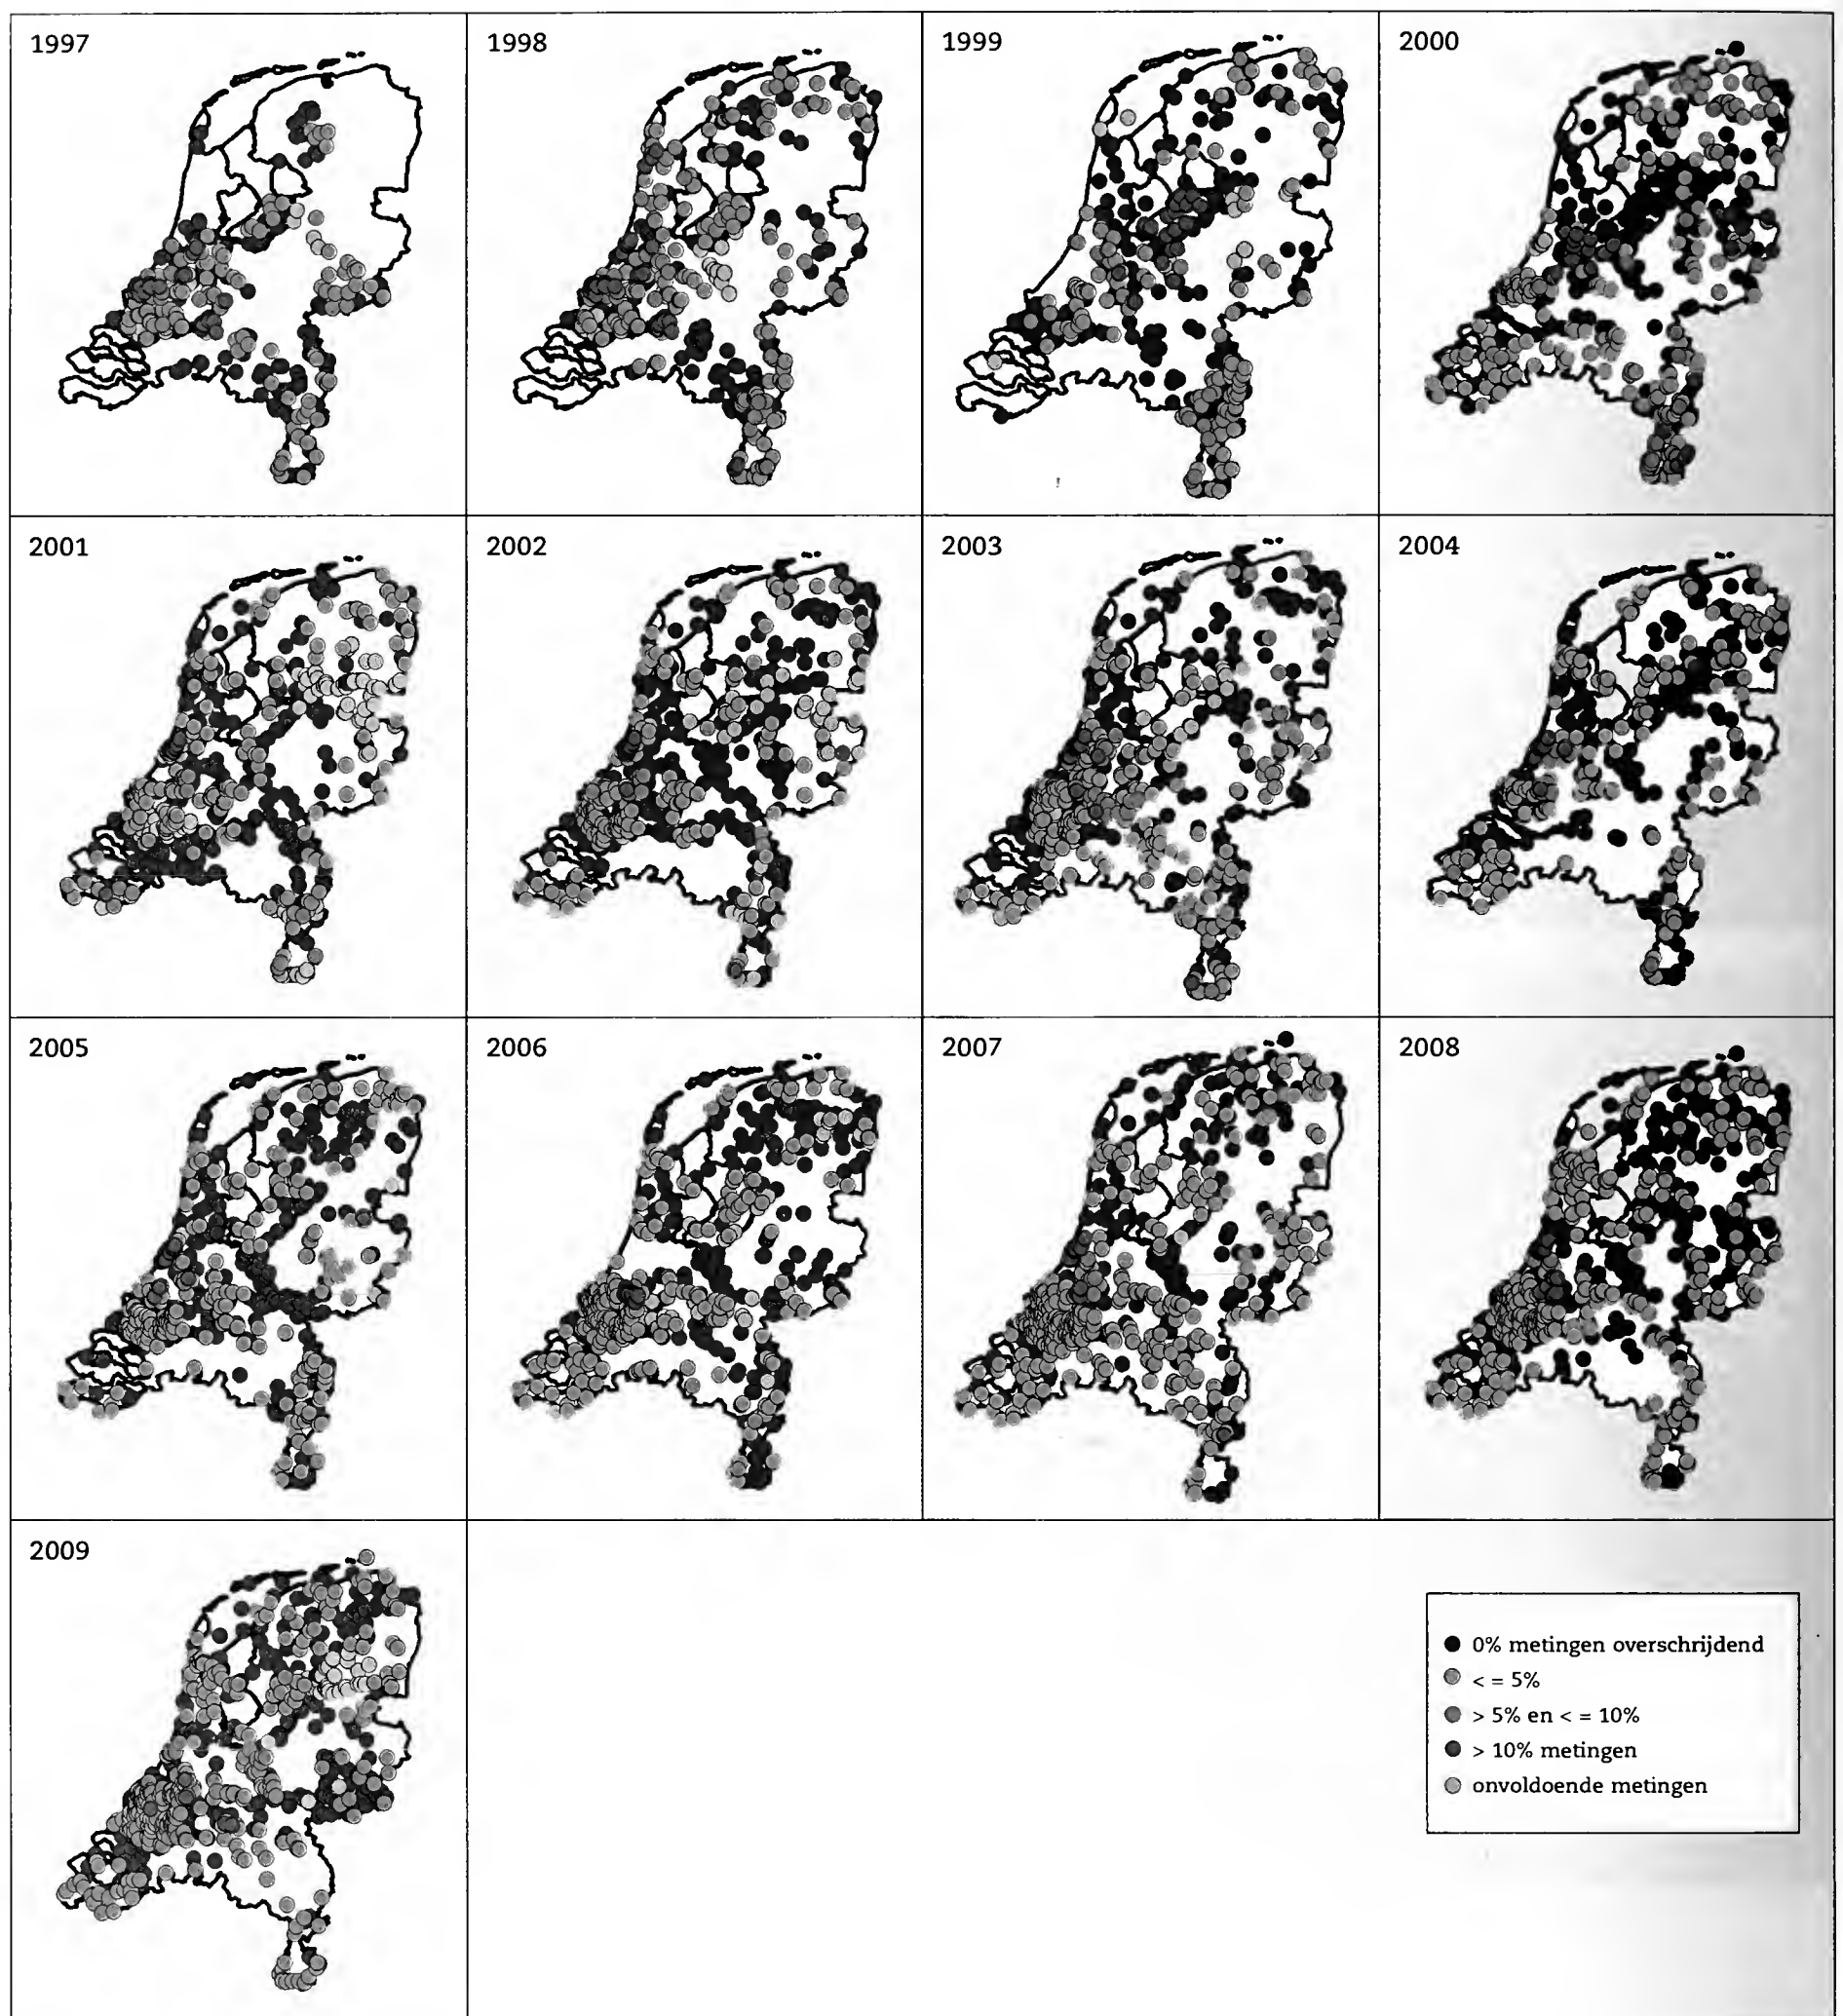 1997
1998
1999
2000
2001
2002
2003
2004
2005
2006
2007
2008
2009
0% metingen overschrijdend
< = 5%
> 5% en < = 10%
> 10% metingen
onvoldoende metingen